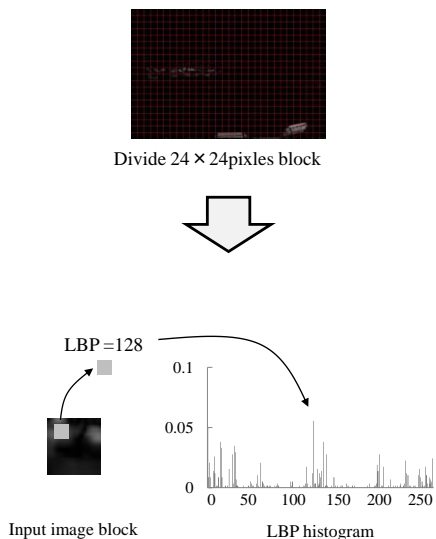 Divide 24 × 24pixles block
LBP =128
0.1
0.05
0
0 50 100 150 200 250
Input image block
LBP histogram